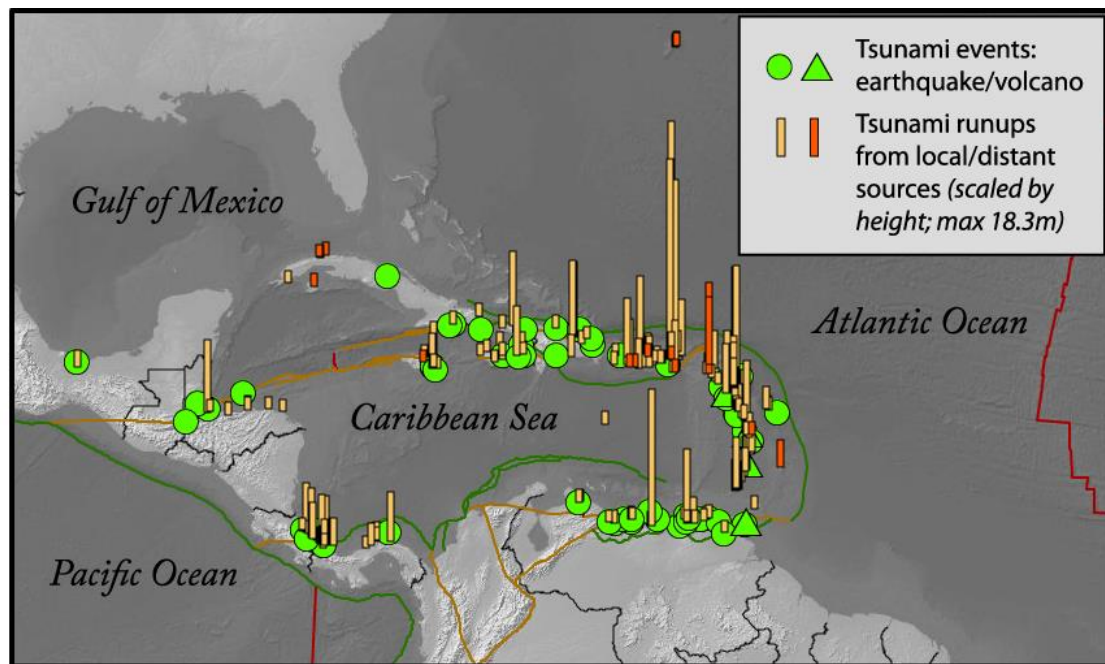 Tsunami events:
earthquake/volcano
Tsunami runups
from local/distant
sources (scaled by
height; max 18.3m)
Gulf of Mexico
Atlantic Ocean
Caribbean Sea
Pacific Ocean